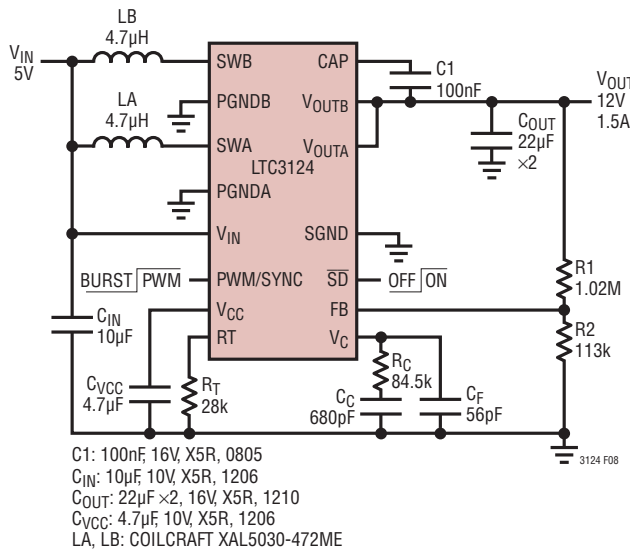 LB
4.7µH
VIN
5V
LA
4.7µH
SWB
CAP
PGNDB
VOUTB
SWA
VOUTA
LTC3124
PGNDA
VIN
SGND
PWM/SYNC
SD
VCC
FB
RT
VC
C1
100nF
VOUT
12V
1.5A
COUT
22µF
×2
BURST PWM
OFF ON
R1
1.02M
R2
113k
CIN
10µF
CVCC
4.7µF
RT
28k
RC
84.5k
CC
680pF
CF
56pF
3124 F08
C1: 100nF, 16V, X5R, 0805
CIN: 10µF, 10V, X5R, 1206
COUT: 22µF ×2, 16V, X5R, 1210
CVCC: 4.7µF, 10V, X5R, 1206
LA, LB: COILCRAFT XAL5030-472ME